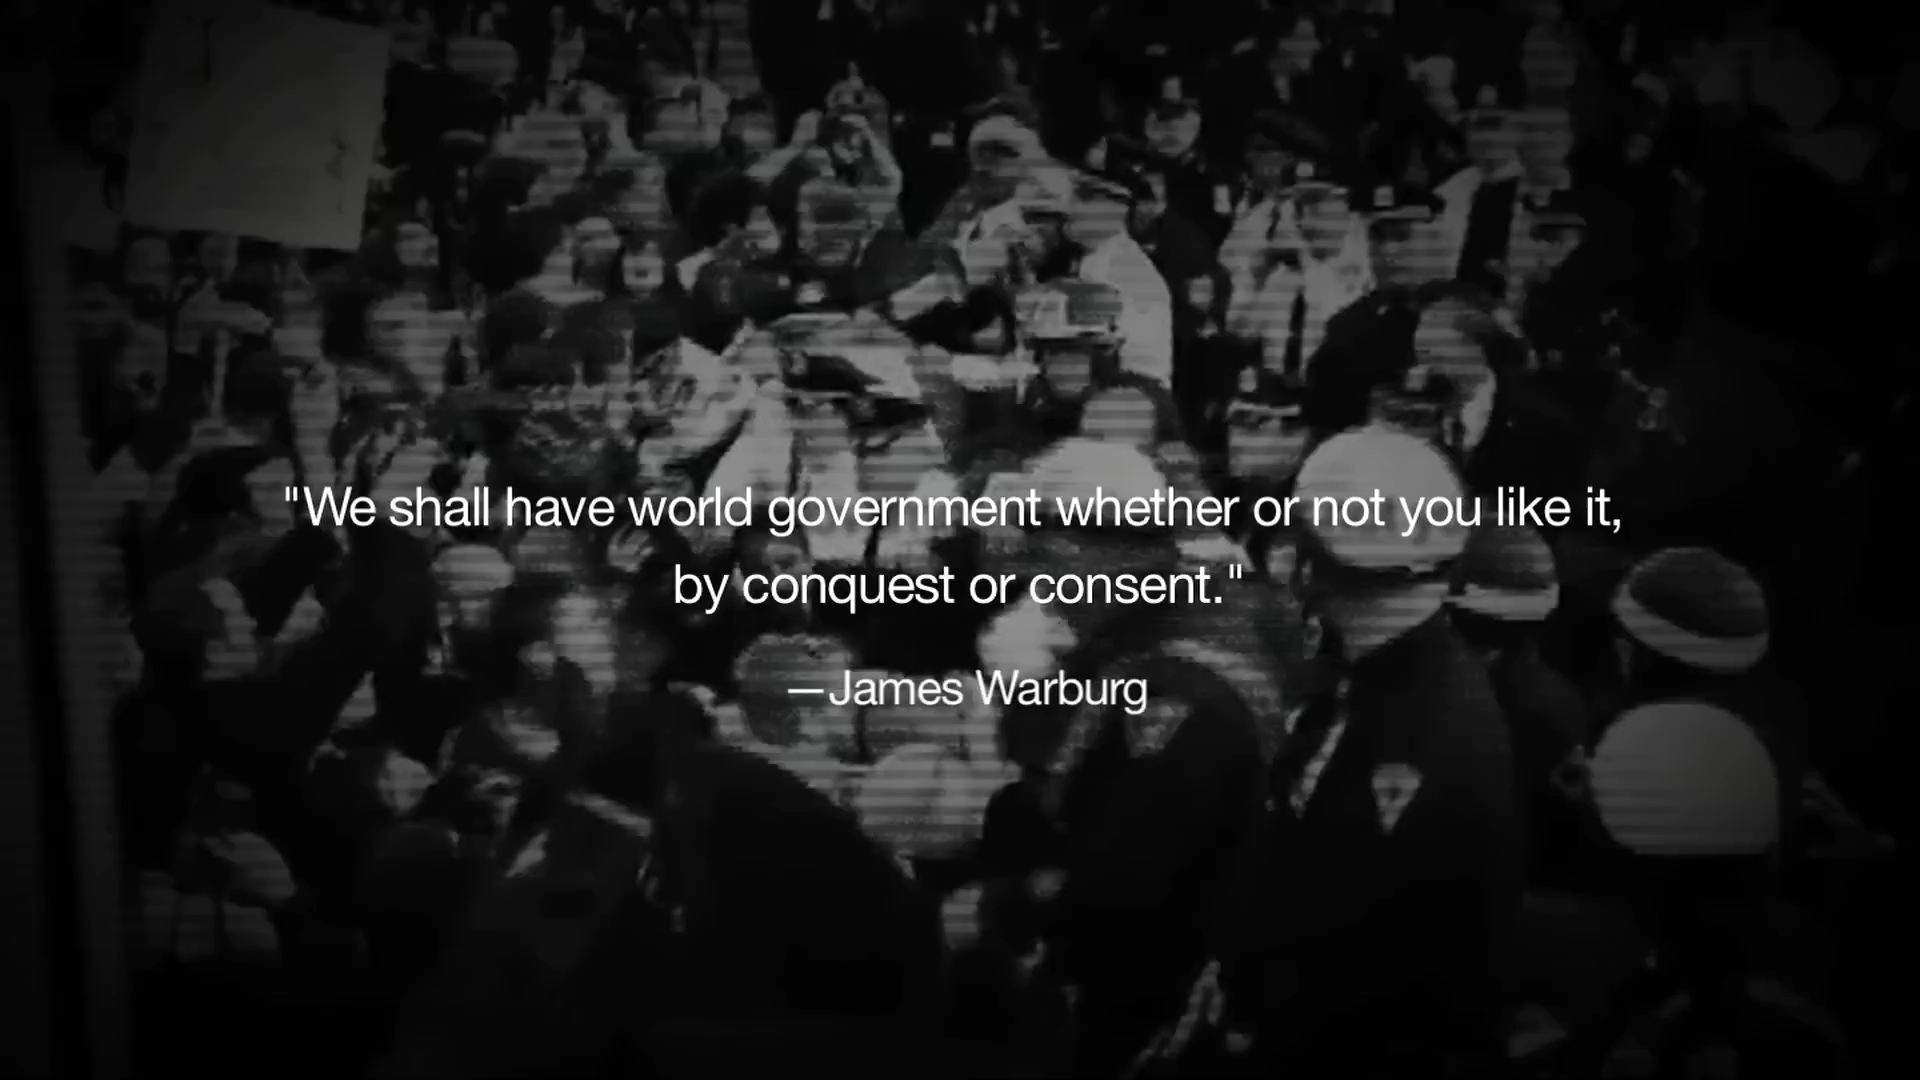 "We shall have world government whether or not you like it,
by conquest or consent."
—James Warburg